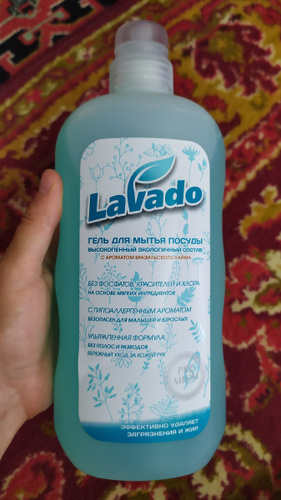 Lavado
ГЕЛЬ ДЛЯ МЫТЬЯ ПОСУДЫ
ВЫСОКОПЕННЫЙ ЭКОЛОГИЧНЫЙ СОСТАВ
С АРОМАТОМ БРАЗИЛЬСКОГО ЛАЙМА
БЕЗ ФОСФАТОВ, КРАСИТЕЛЕЙ И ХЛОРА
НА ОСНОВЕ МЯГКИХ ИНГРЕДИЕНТОВ
С ГИПОАЛЛЕРГЕННЫМ АРОМАТОМ
БЕЗОПАСЕН ДЛЯ МАЛЫШЕЙ И ВЗРОСЛЫХ
УЛЬТРАПЕННАЯ ФОРМУЛА
БЕЗ ПОЛОС И РАЗВОДОВ
БЕРЕЖНЫЙ УХОД ЗА КОЖЕЙ РУК
ЭФФЕКТИВНО УДАЛЯЕТ
ЗАГРЯЗНЕНИЯ И ЖИР